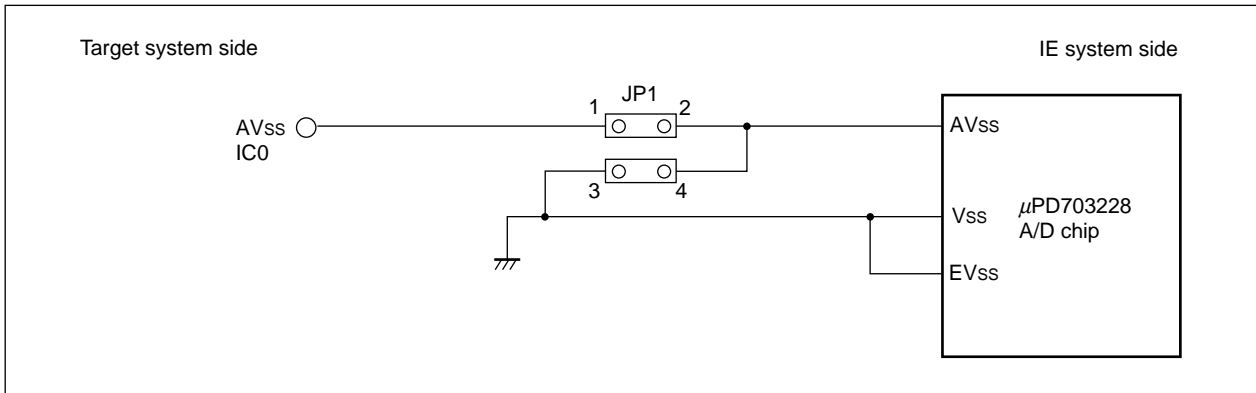 Target system side
IE system side
JP1
1 2
AVss
IC0
AVss
3 4
Vss
μPD703228
A/D chip
EVss